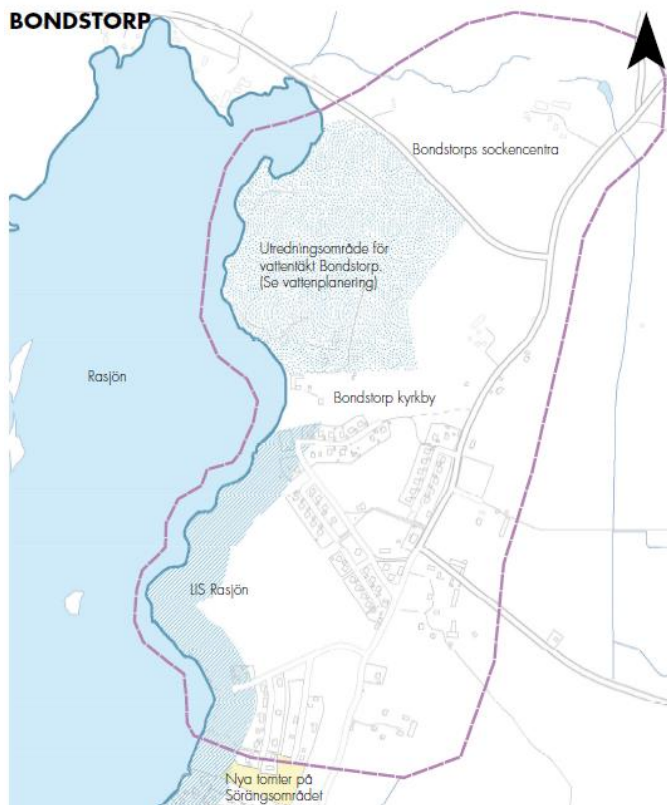 BONDSTORP
Bondstorps sockencentra
Utredningsområde för
vattentäkt Bondstorp.
(Se vattenplanering)
Rasjön
Bondstorp kyrkby
LIS Rasjön
Nya tomter på
Sörängsområdet